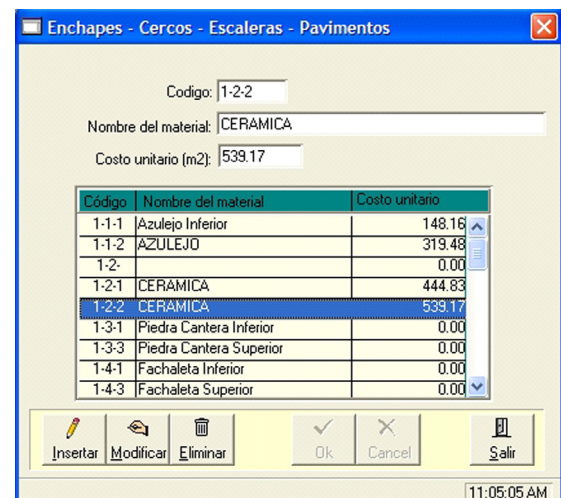 Enchapes - Cercos - Escaleras - Pavimentos
Codigo: 1-2-2
Nombre del material: CERAMICA
Costo unitario (m2): 539.17
Código Nombre del material Costo unitario
1-1-1 Azulejo Inferior 148.16
1-1-2 AZULEJO 319.48
1-2- 0.00
1-2-1 CERAMICA 444.83
1-2-2 CERAMICA 539.17
1-3-1 Piedra Cantera Inferior 0.00
1-3-3 Piedra Cantera Superior 0.00
1-4-1 Fachaleta Inferior 0.00
1-4-3 Fachaleta Superior 0.00
Insertar Modificar Eliminar Ok Cancel Salir
11:05:05 AM